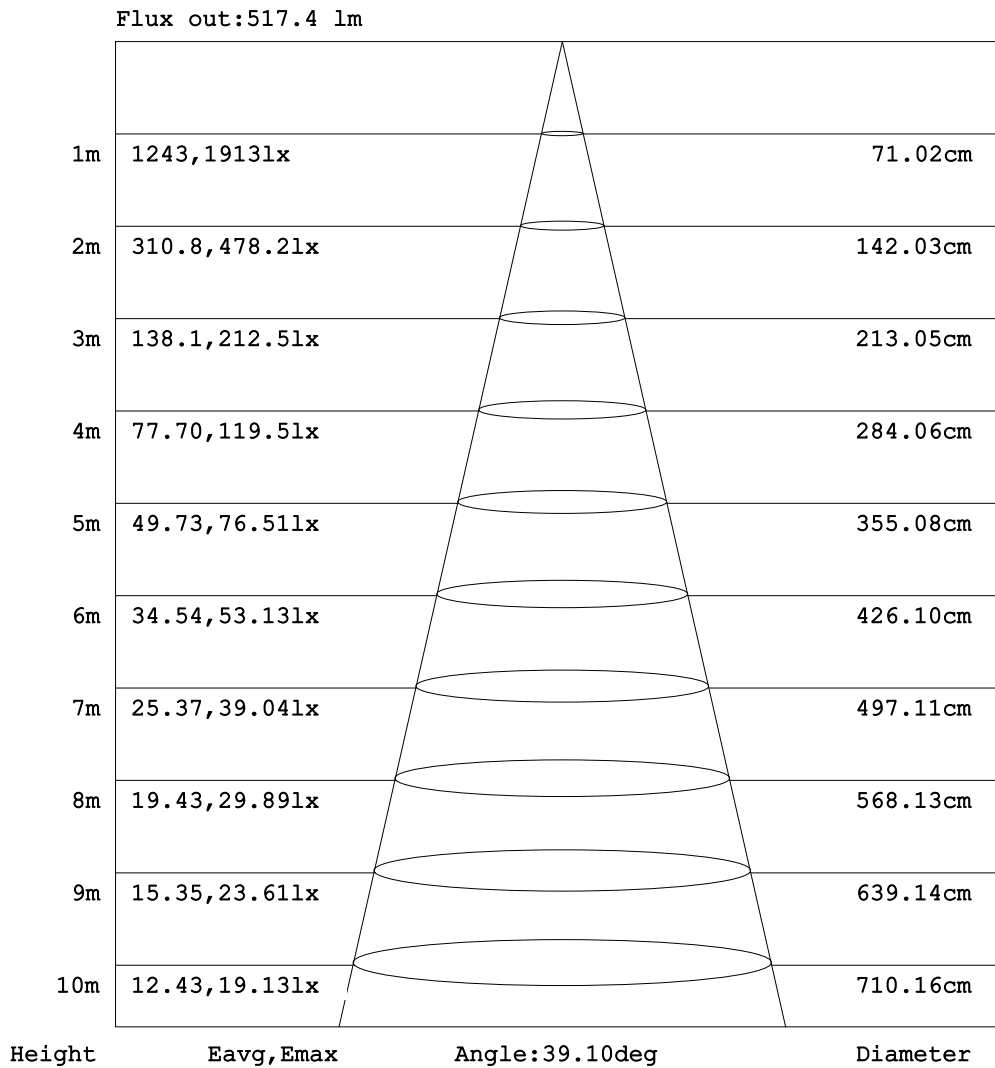 Flux out:517.4 lm
1m 1243,1913lx 71.02cm
2m 310.8,478.2lx 142.03cm
3m 138.1,212.5lx 213.05cm
4m 77.70,119.5lx 284.06cm
5m 49.73,76.51lx 355.08cm
6m 34.54,53.13lx 426.10cm
7m 25.37,39.04lx 497.11cm
8m 19.43,29.89lx 568.13cm
9m 15.35,23.61lx 639.14cm
10m 12.43,19.13lx 710.16cm
Height Eavg,Emax Angle:39.10deg Diameter